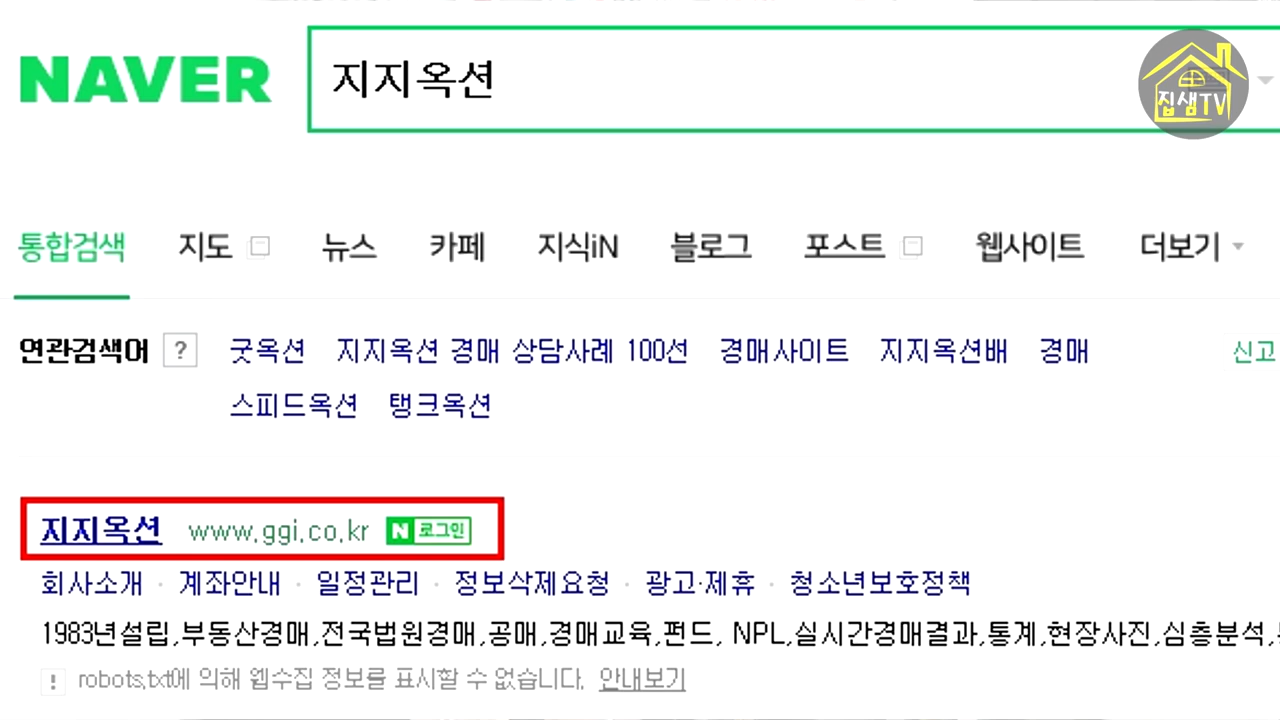 NAVER 지지옥션
집샘TV
통합검색 지도 뉴스 카페 지식iN 블로그 포스트 웹사이트 더보기
연관검색어 ? 굿옥션 지지옥션 경매 상담사례 100선 경매사이트 지지옥션배 경매 신고
스피드옥션 탱크옥션
지지옥션 www.ggi.co.kr N 로그인
회사소개 · 계좌안내 · 일정관리 · 정보삭제요청 · 광고·제휴 · 청소년보호정책
1983년설립,부동산경매,전국법원경매,공매,경매교육,펀드, NPL,실시간경매결과,통계,현장사진,심층분석,
! robots.txt에 의해 웹수집 정보를 표시할 수 없습니다. 안내보기